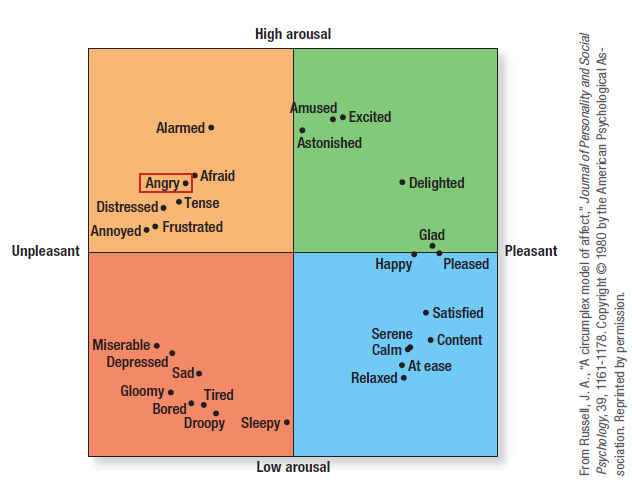 High arousal
Amused
Excited
Alarmed
Astonished
Afraid
Angry
Delighted
Tense
Distressed
Frustrated
Annoyed
Glad
Unpleasant
Pleasant
Happy
Pleased
Satisfied
Serene
Content
Calm
Miserable
Depressed
At ease
Sad
Relaxed
Gloomy
Tired
Bored
Droopy
Sleepy
Low arousal
From Russell, J. A., “A circumplex model of affect,” Journal of Personality and Social
Psychology, 39, 1161-1178. Copyright © 1980 by the American Psychological As-
sociation. Reprinted by permission.